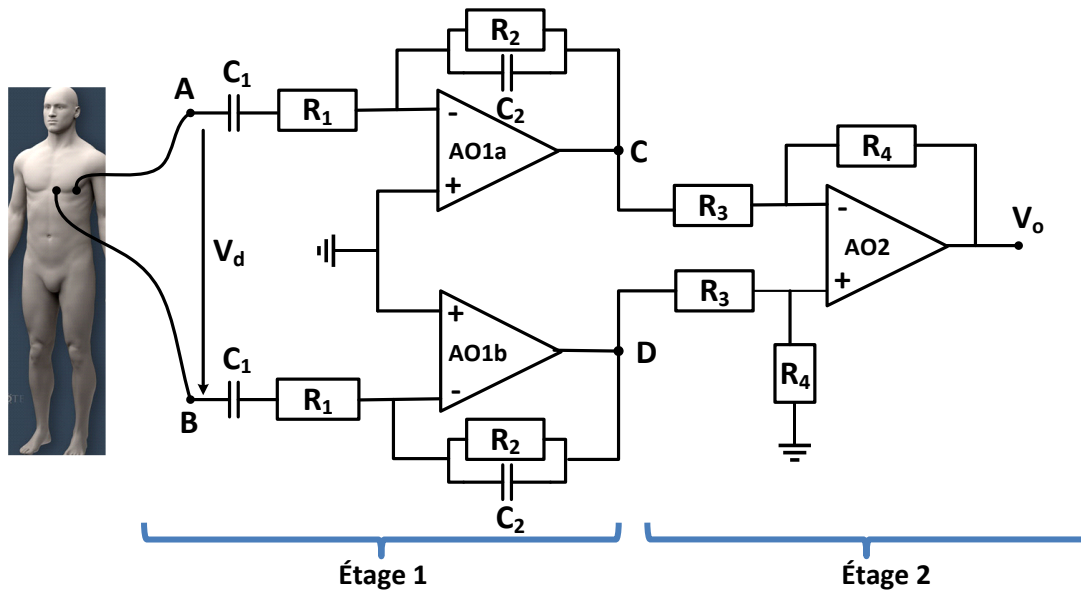 R₂
C₁
A
C₂
R₁
-
AO1a
+
C
R₃
R₄
-
AO2
+
Vₒ
V_d
R₃
+
AO1b
-
D
R₄
C₁
B
R₁
R₂
C₂
Étage 1
Étage 2